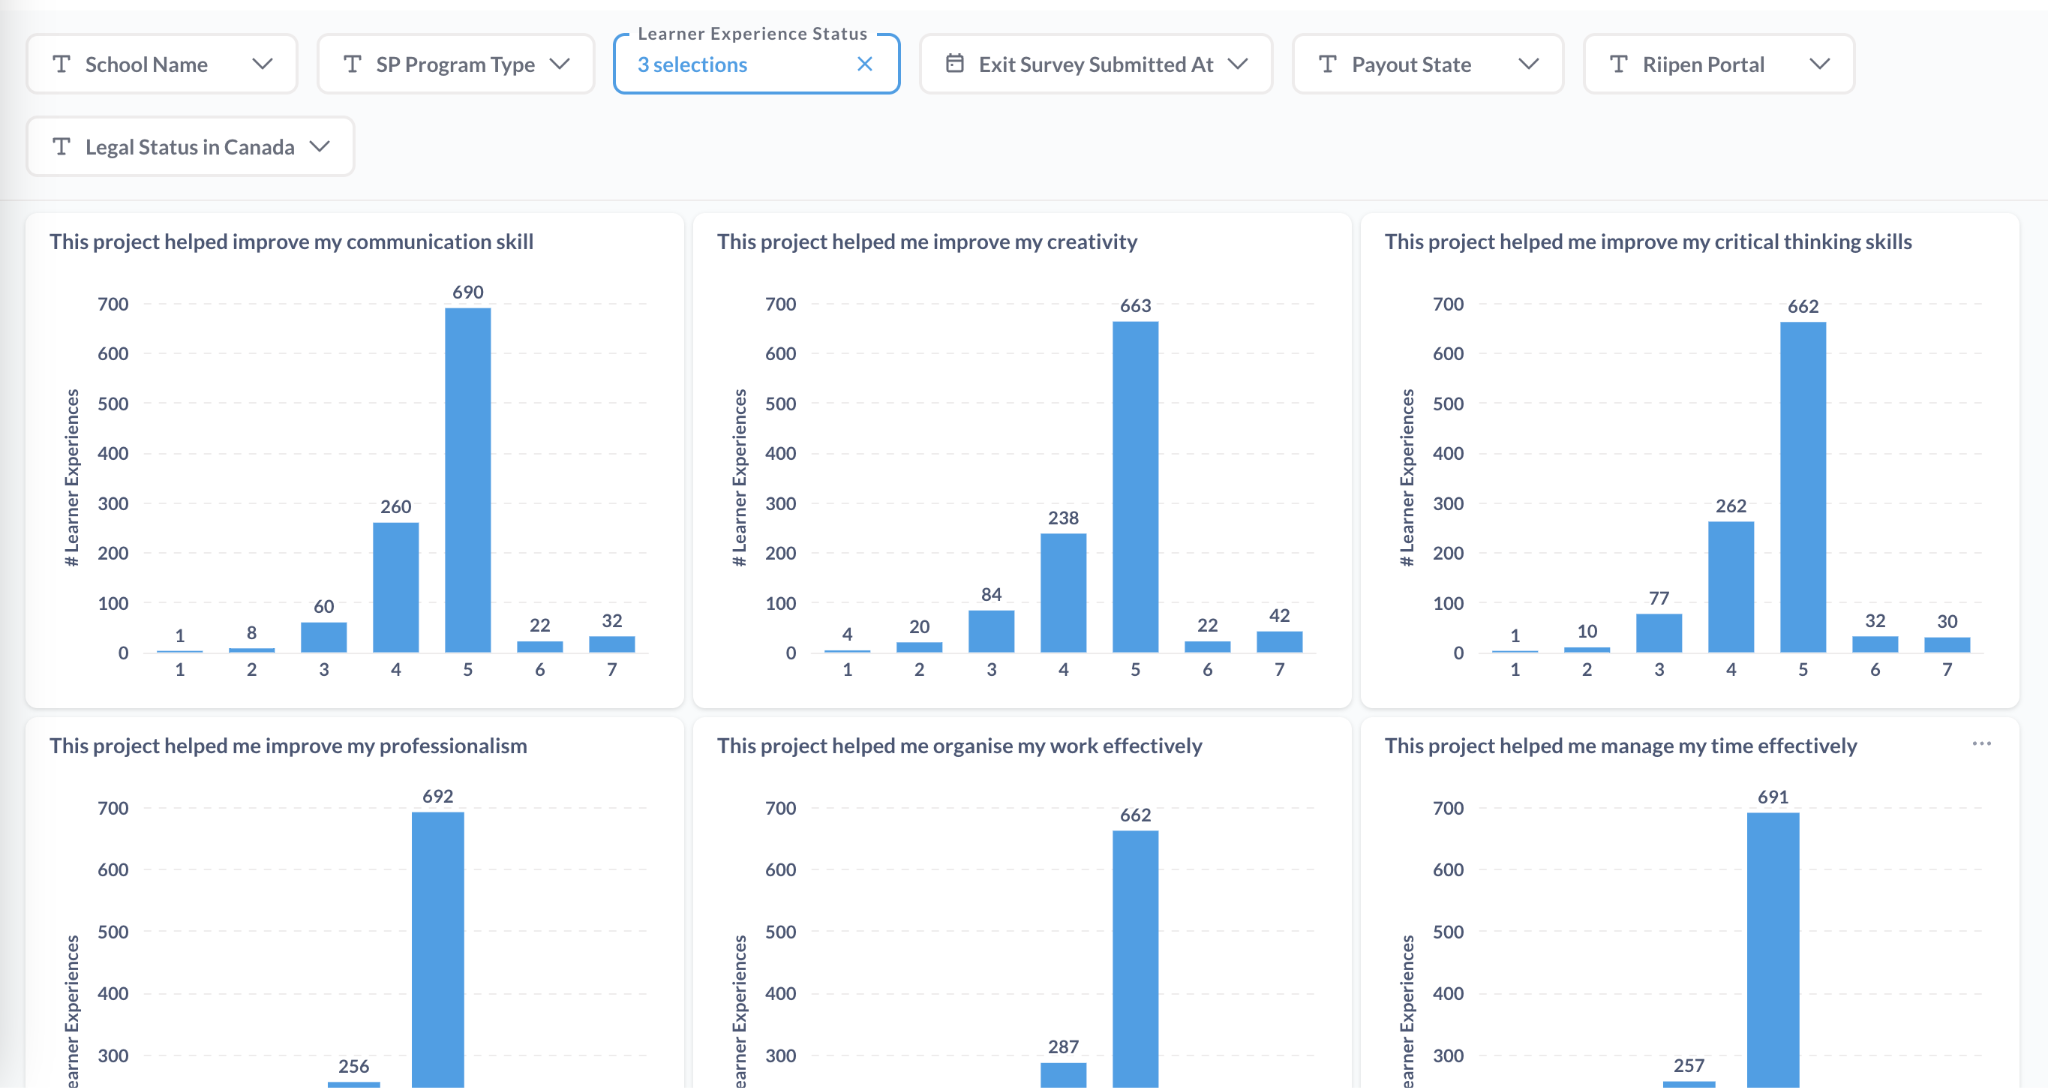 Learner Experience Status
School Name
SP Program Type
3 selections
Exit Survey Submitted At
Payout State
Riipen Portal
Legal Status in Canada
This project helped improve my communication skill
# Learner Experiences
700
600
500
400
300
200
100
0
1
8
60
260
690
22
32
1 2 3 4 5 6 7
This project helped me improve my creativity
# Learner Experiences
700
600
500
400
300
200
100
0
4
20
84
238
663
22
42
1 2 3 4 5 6 7
This project helped me improve my critical thinking skills
# Learner Experiences
700
600
500
400
300
200
100
0
1
10
77
262
662
32
30
1 2 3 4 5 6 7
This project helped me improve my professionalism
earner Experiences
700
600
500
400
300
256
692
This project helped me organise my work effectively
earner Experiences
700
600
500
400
300
287
662
This project helped me manage my time effectively
earner Experiences
700
600
500
400
300
257
691